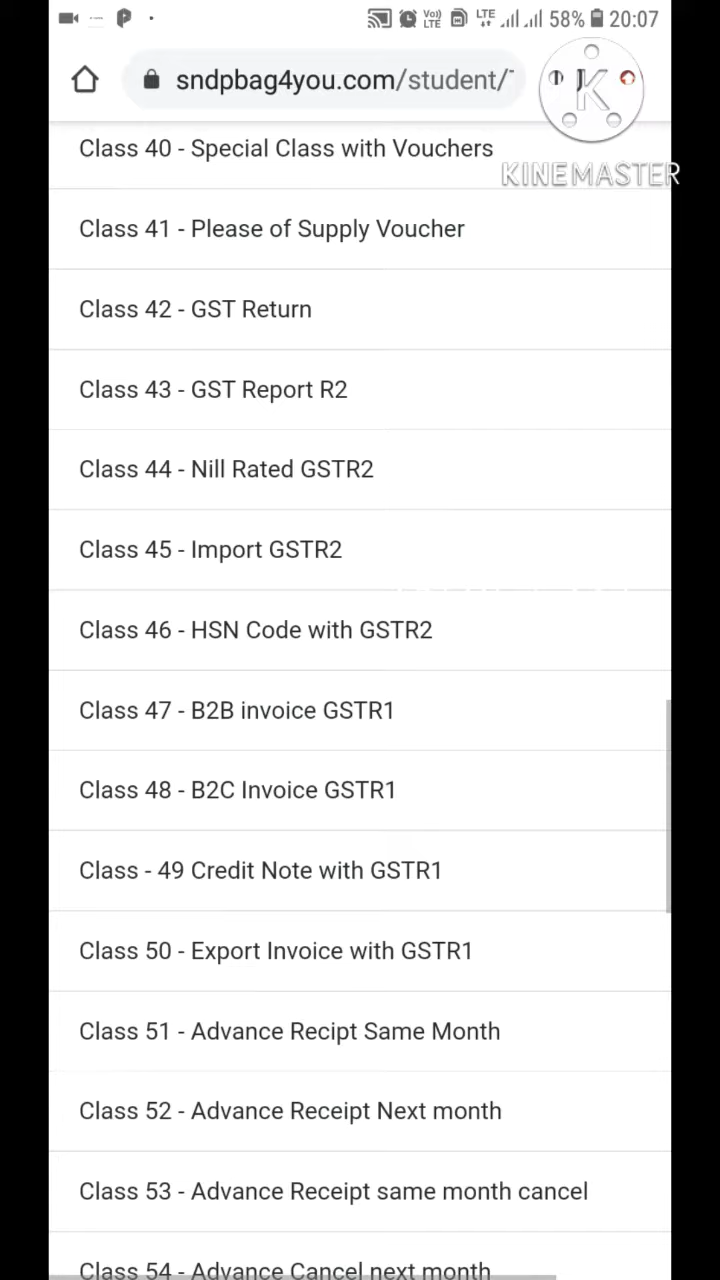 Vo)) LTE LTE 58% 20:07
sndpbag4you.com/student/
K
KINEMASTER
Class 40 - Special Class with Vouchers
Class 41 - Please of Supply Voucher
Class 42 - GST Return
Class 43 - GST Report R2
Class 44 - Nill Rated GSTR2
Class 45 - Import GSTR2
Class 46 - HSN Code with GSTR2
Class 47 - B2B invoice GSTR1
Class 48 - B2C Invoice GSTR1
Class - 49 Credit Note with GSTR1
Class 50 - Export Invoice with GSTR1
Class 51 - Advance Recipt Same Month
Class 52 - Advance Receipt Next month
Class 53 - Advance Receipt same month cancel
Class 54 - Advance Cancel next month